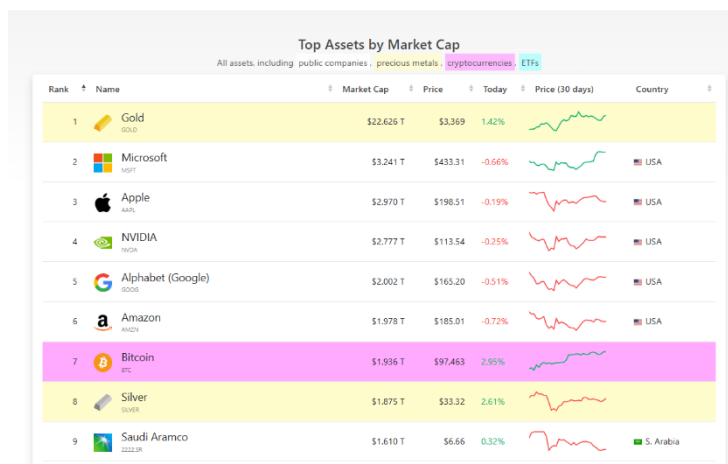 Top Assets by Market Cap
All assets, including public companies , precious metals , cryptocurrencies , ETFs
Rank Name Market Cap Price Today Price (30 days) Country
1 Gold $22.626 T $3,369 1.42%
GOLD
2 Microsoft $3.241 T $433.31 -0.66% USA
MSFT
3 Apple $2.970 T $198.51 -0.19% USA
AAPL
4 NVIDIA $2.777 T $113.54 -0.25% USA
NVDA
5 Alphabet (Google) $2.002 T $165.20 -0.51% USA
GOOG
6 Amazon $1.978 T $185.01 -0.72% USA
AMZN
7 Bitcoin $1.936 T $97,463 2.95%
BTC
8 Silver $1.875 T $33.32 2.61%
SILVER
9 Saudi Aramco $1.610 T $6.66 0.32% S. Arabia
2222.SR